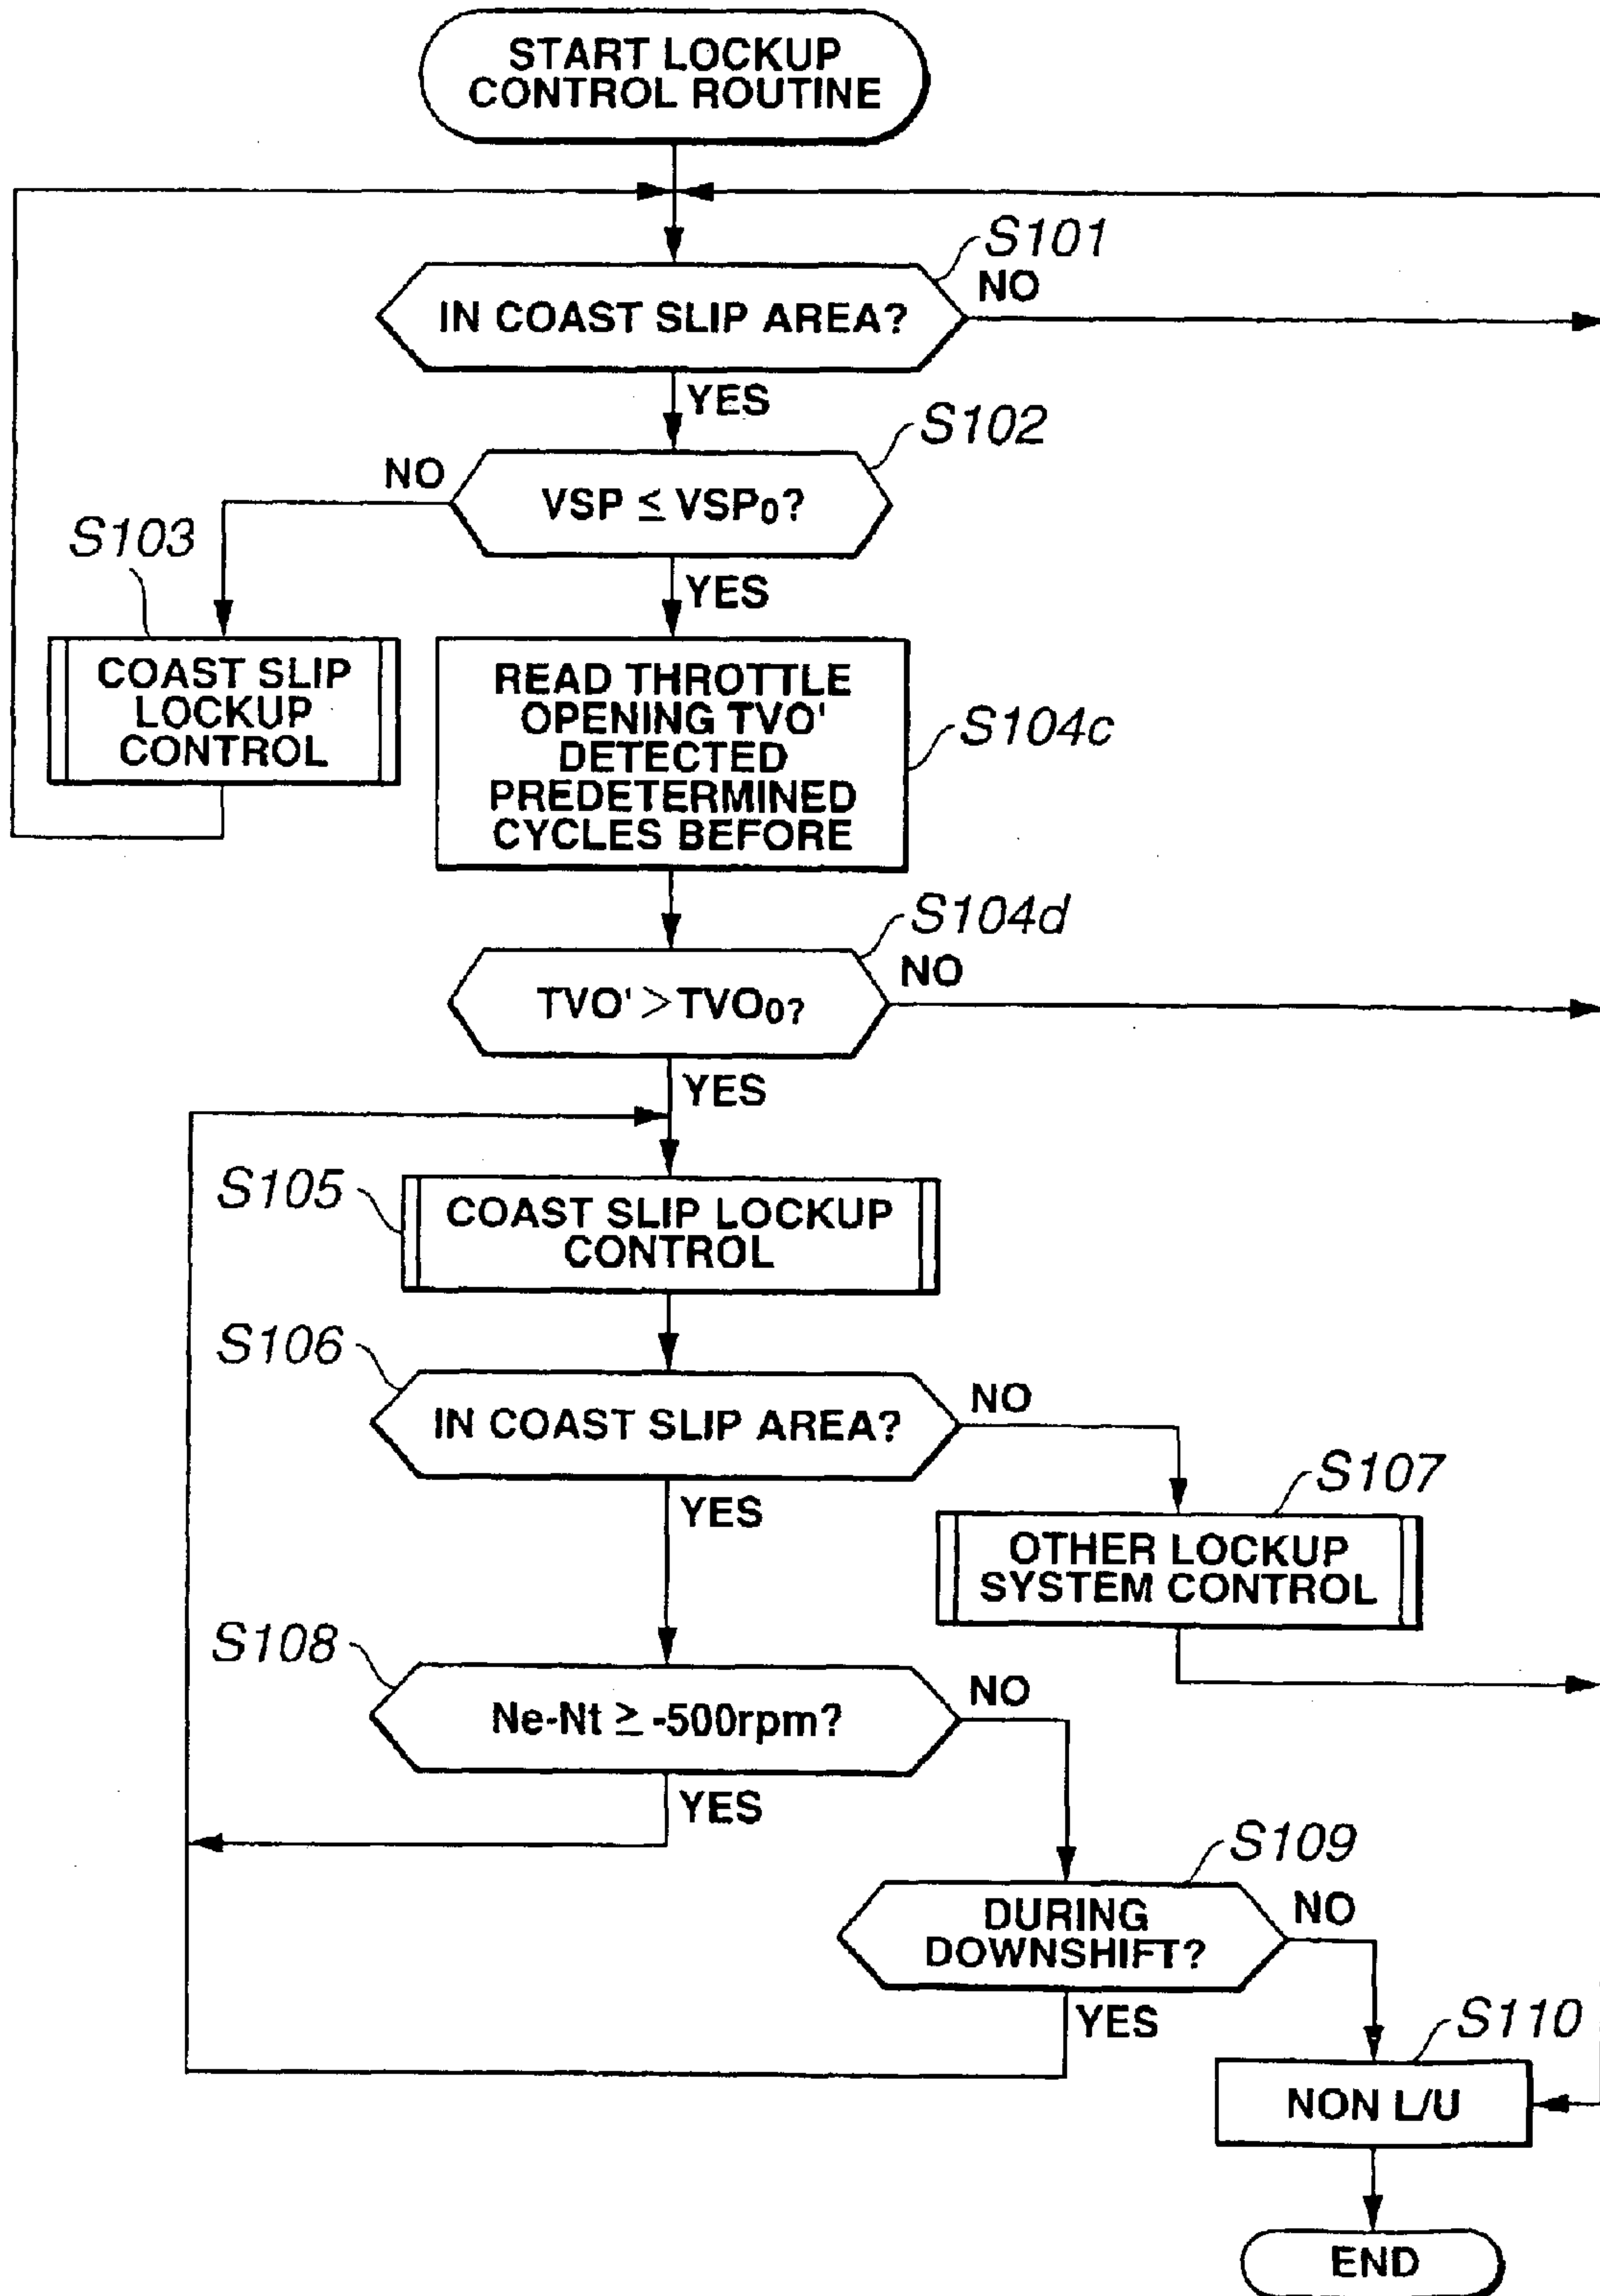 START LOCKUP
CONTROL ROUTINE
S101
NO
IN COAST SLIP AREA?
YES
S102
NO
VSP ≤ VSP₀?
YES
S103
COAST SLIP
LOCKUP
CONTROL
READ THROTTLE
OPENING TVO'
DETECTED
PREDETERMINED
CYCLES BEFORE
S104c
S104d
NO
TVO' > TVO₀?
YES
S105
COAST SLIP LOCKUP
CONTROL
S106
NO
IN COAST SLIP AREA?
YES
S107
OTHER LOCKUP
SYSTEM CONTROL
S108
NO
Ne-Nt ≥ -500rpm?
YES
S109
NO
DURING
DOWNSHIFT?
YES
S110
NON L/U
END